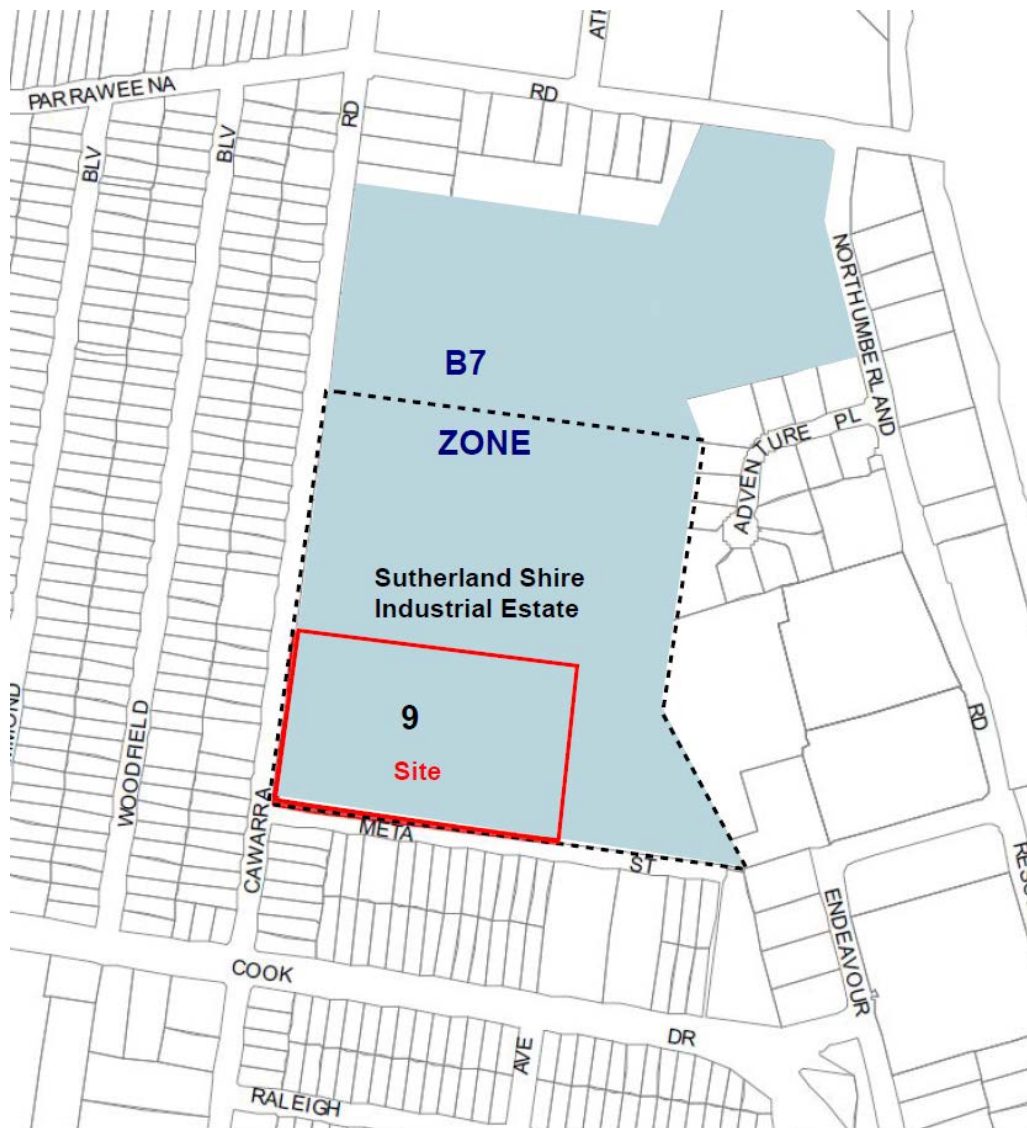 ATK
PARRAWEENA
RD
RD
BLV
BLV
NORTHUMBERLAND
B7
ZONE
ADVENTURE PL
Sutherland Shire
Industrial Estate
9
Site
RD
WOODFIELD
CAWARRA
META
ST
ENDEAVOUR
COOK
DR
AVE
RALEIGH